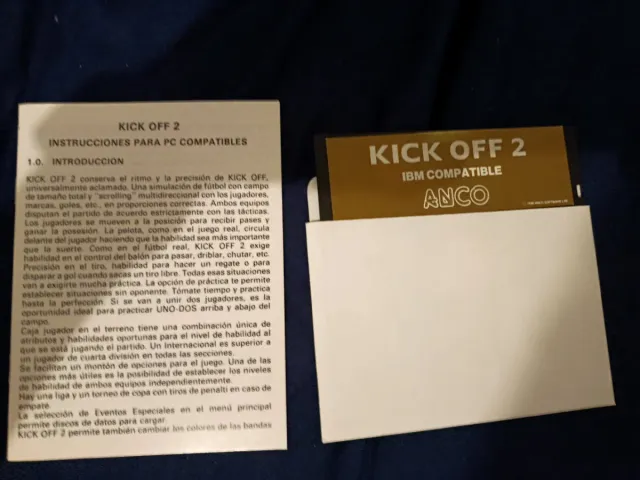 KICK OFF 2
INSTRUCCIONES PARA PC COMPATIBLES
1.0. INTRODUCCION
KICK OFF 2 conserva el ritmo y la precisión de KICK OFF,
universalmente aclamado. Una simulación de fútbol con campo
de tamaño total y "scrolling" multidireccional con los jugadores,
marcas, goles, etc., en proporciones correctas. Ambos equipos
disputan el partido de acuerdo estrictamente con las tácticas.
Los jugadores se mueven a la posición para recibir pases y
ganar la posesión. La pelota, como en el juego real, circula
delante del jugador haciendo que la habilidad sea más importante
que la suerte. Como en el fútbol real, KICK OFF 2 exige
habilidad en el control del balón para pasar, driblar, chutar, etc.
Precisión en el tiro, habilidad para hacer un regate o para
disparar a gol cuando sacas un tiro libre. Todas esas situaciones
van a exigirte mucha práctica. La opción de práctica te permite
establecer situaciones sin oponente. Tómate tiempo y practica
hasta la perfección. Si se van a unir dos jugadores, es la
oportunidad ideal para practicar UNO-DOS arriba y abajo del
campo.
Caja jugador en el terreno tiene una combinación única de
atributos y habilidades oportunas para el nivel de habilidad al
que se está jugando el partido. Un Internacional es superior a
un jugador de cuarta división en todas las secciones.
Se facilitan un montón de opciones para el juego. Una de las
opciones más útiles es la posibilidad de establecer los niveles
de habilidad de ambos equipos independientemente.
Hay una liga y un torneo de copa con tiros de penalti en caso de
empate.
La selección de Eventos Especiales en el menú principal
permite discos de datos para cargar.
KICK OFF 2 permite también cambiar los colores de las bandas
KICK OFF 2
IBM COMPATIBLE
ANCO